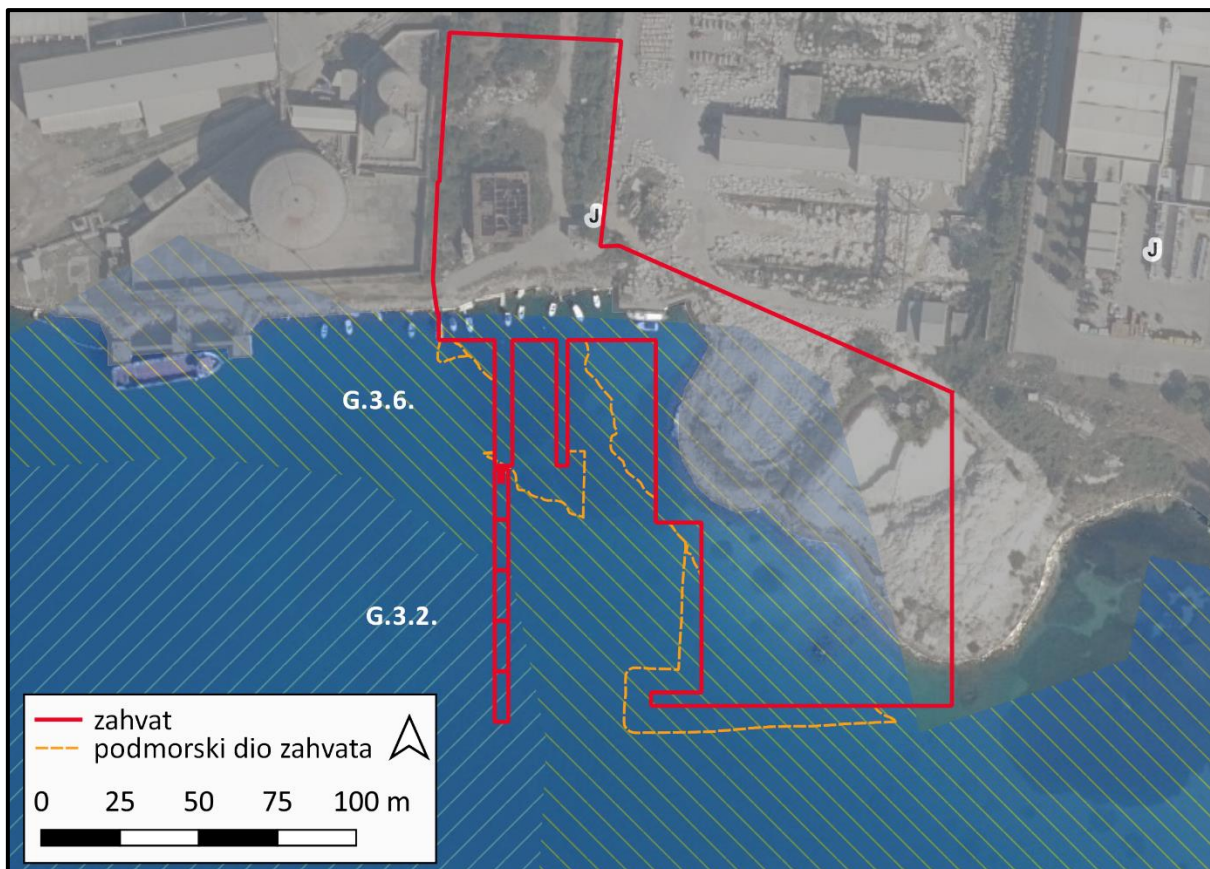 J
J
G.3.6.
G.3.2.
zahvat
podmorski dio zahvata
0 25 50 75 100 m